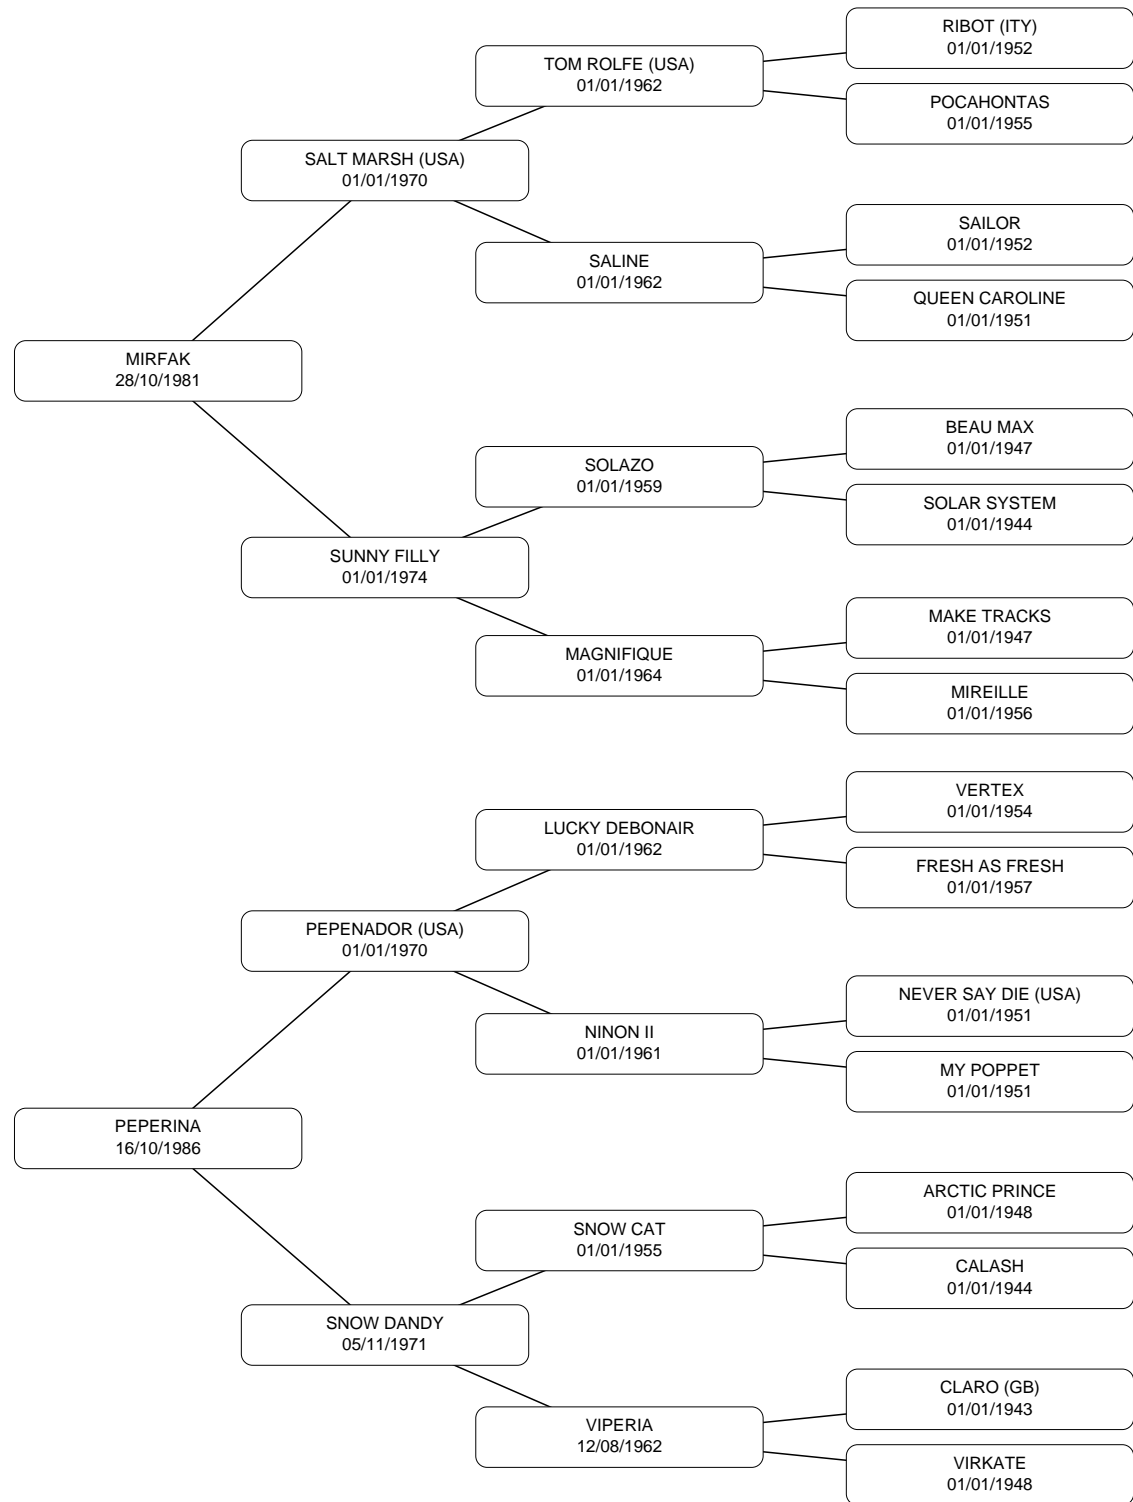 RIBOT (ITY)
01/01/1952
TOM ROLFE (USA)
01/01/1962
POCAHONTAS
01/01/1955
SALT MARSH (USA)
01/01/1970
SAILOR
01/01/1952
SALINE
01/01/1962
QUEEN CAROLINE
01/01/1951
MIRFAK
28/10/1981
BEAU MAX
01/01/1947
SOLAZO
01/01/1959
SOLAR SYSTEM
01/01/1944
SUNNY FILLY
01/01/1974
MAKE TRACKS
01/01/1947
MAGNIFIQUE
01/01/1964
MIREILLE
01/01/1956
VERTEX
01/01/1954
LUCKY DEBONAIR
01/01/1962
FRESH AS FRESH
01/01/1957
PEPENADOR (USA)
01/01/1970
NEVER SAY DIE (USA)
01/01/1951
NINON II
01/01/1961
MY POPPET
01/01/1951
PEPERINA
16/10/1986
ARCTIC PRINCE
01/01/1948
SNOW CAT
01/01/1955
CALASH
01/01/1944
SNOW DANDY
05/11/1971
CLARO (GB)
01/01/1943
VIPERIA
12/08/1962
VIRKATE
01/01/1948